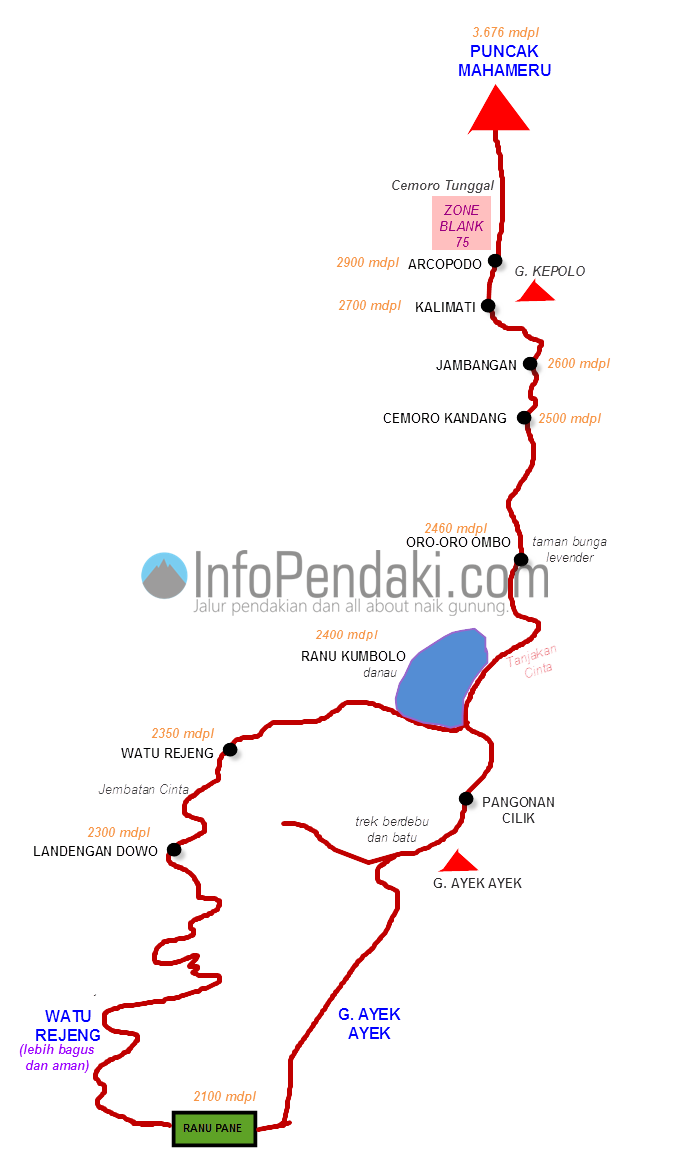 3.676 mdpl
PUNCAK
MAHAMERU
Cemoro Tunggal
ZONE
BLANK
75
2900 mdpl
ARCOPODO
G. KEPOLO
2700 mdpl
KALIMATI
JAMBANGAN
2600 mdpl
CEMORO KANDANG
2500 mdpl
2460 mdpl
ORO-ORO OMBO
taman bunga
levender
InfoPendaki.com
Jalur pendakian dan all about naik gunung.
2400 mdpl
RANU KUMBOLO
danau
Tanjakan
Cinta
2350 mdpl
WATU REJENG
Jembatan Cinta
PANGONAN
CILIK
trek berdebu
dan batu
2300 mdpl
LANDENGAN DOWO
G. AYEK AYEK
WATU
REJENG
(lebih bagus
dan aman)
G. AYEK
AYEK
2100 mdpl
RANU PANE